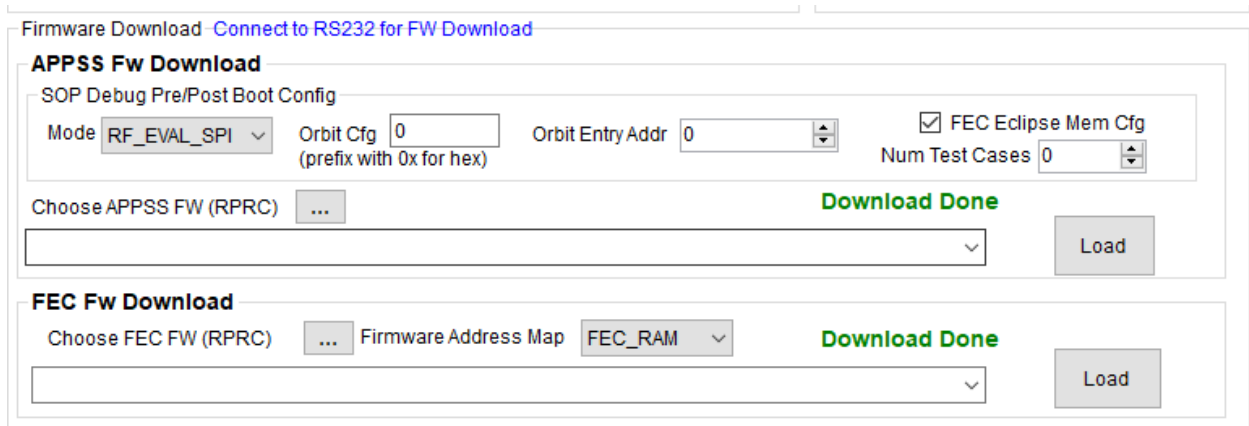 Firmware Download Connect to RS232 for FW Download
APPSS Fw Download
SOP Debug Pre/Post Boot Config
Mode RF_EVAL_SPI Orbit Cfg 0 Orbit Entry Addr 0 FEC Eclipse Mem Cfg
(prefix with 0x for hex) Num Test Cases 0
Choose APPSS FW (RPRC) ... Download Done
Load
FEC Fw Download
Choose FEC FW (RPRC) ... Firmware Address Map FEC_RAM Download Done
Load